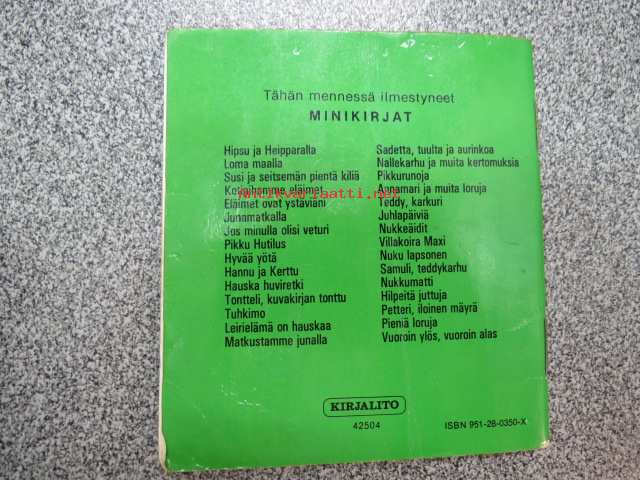 Tähän mennessä ilmestyneet
MINIKIRJAT
Hipsu ja Heipparalla
Loma maalla
Susi ja seitsemän pientä kiliä
Kotipihamme eläimet
Eläimet ovat ystäviäni
Junamatkalla
Jos minulla olisi veturi
Pikku Hutilus
Hyvää yötä
Hannu ja Kerttu
Hauska huviretki
Tontteli, kuvakirjan tonttu
Tuhkimo
Leirielämä on hauskaa
Matkustamme junalla
Sadetta, tuulta ja aurinkoa
Nallekarhu ja muita kertomuksia
Pikkurunoja
Annamari ja muita loruja
Teddy, karkuri
Juhlapäiviä
Nukkeäidit
Villakoira Maxi
Nuku lapsonen
Samuli, teddykarhu
Nukkumatti
Hilpeitä juttuja
Petteri, iloinen mäyrä
Pieniä loruja
Vuoroin ylös, vuoroin alas
antikvariaatti.net
KIRJALITO
42504
ISBN 951-28-0350-X